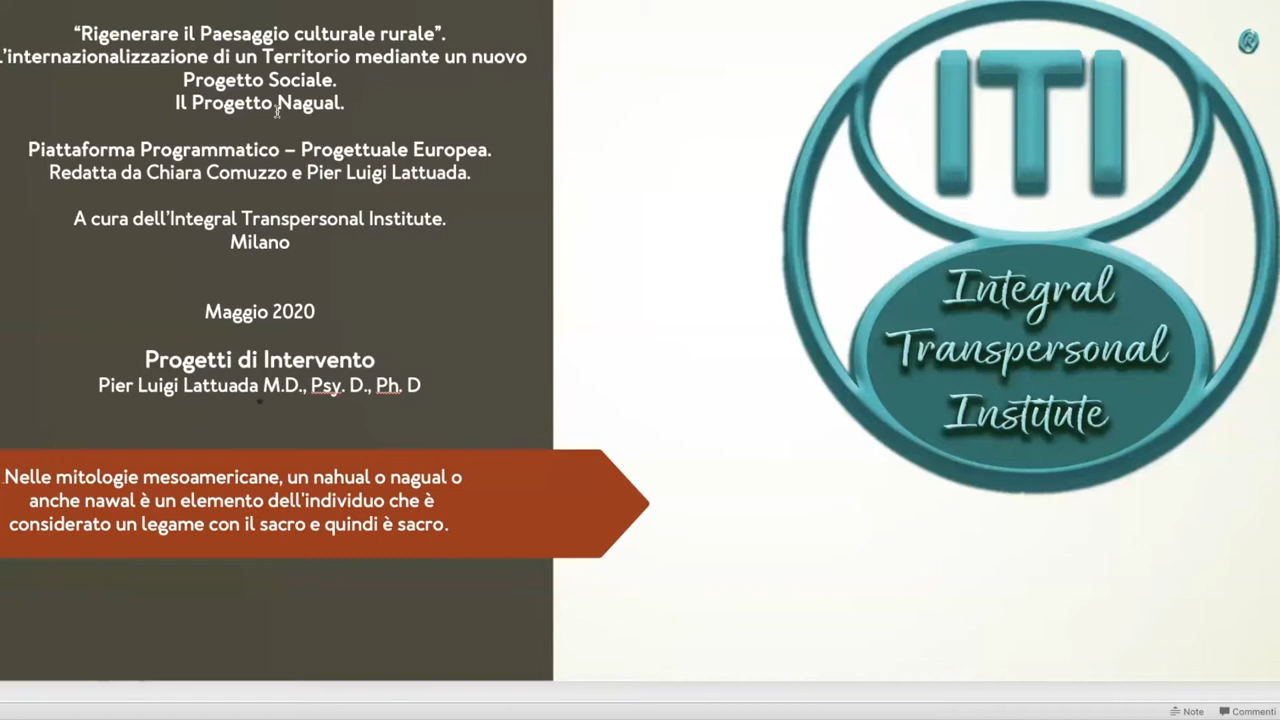 “Rigenerare il Paesaggio culturale rurale”.
L’internazionalizzazione di un Territorio mediante un nuovo
Progetto Sociale.
Il Progetto Nagual.
Piattaforma Programmatico – Progettuale Europea.
Redatta da Chiara Comuzzo e Pier Luigi Lattuada.
A cura dell’Integral Transpersonal Institute.
Milano
Maggio 2020
Progetti di Intervento
Pier Luigi Lattuada M.D., Psy. D., Ph. D
Nelle mitologie mesoamericane, un nahual o nagual o
anche nawal è un elemento dell'individuo che è
considerato un legame con il sacro e quindi è sacro.
ITI
Integral
Transpersonal
Institute
®
Note
Commenti